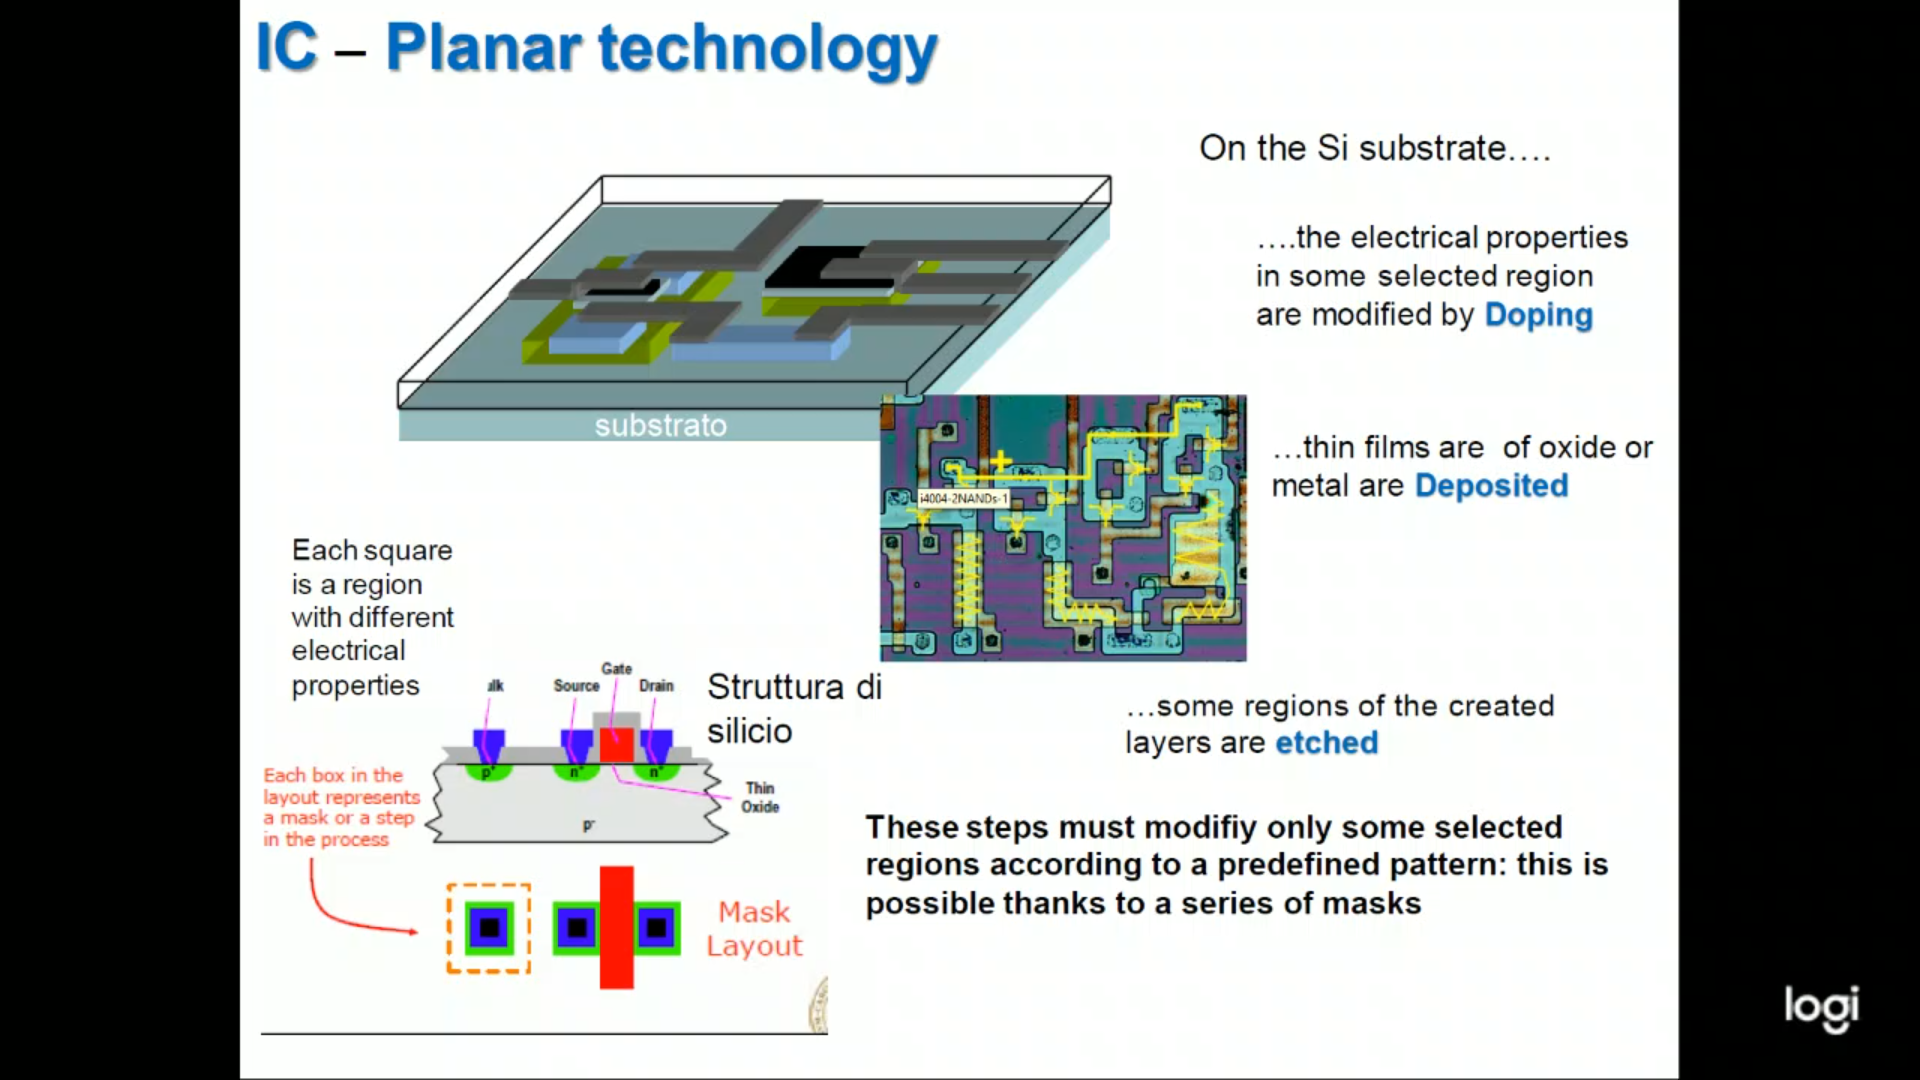 IC – Planar technology
On the Si substrate….
….the electrical properties
in some selected region
are modified by Doping
substrato
…thin films are of oxide or
metal are Deposited
i4004-2NANDs-1
Each square
is a region
with different
electrical
properties
ulk
Source
Gate
Drain
Struttura di
silicio
p+
n+
n+
Thin
Oxide
p-
Each box in the
layout represents
a mask or a step
in the process
Mask
Layout
…some regions of the created
layers are etched
These steps must modifiy only some selected
regions according to a predefined pattern: this is
possible thanks to a series of masks
logi